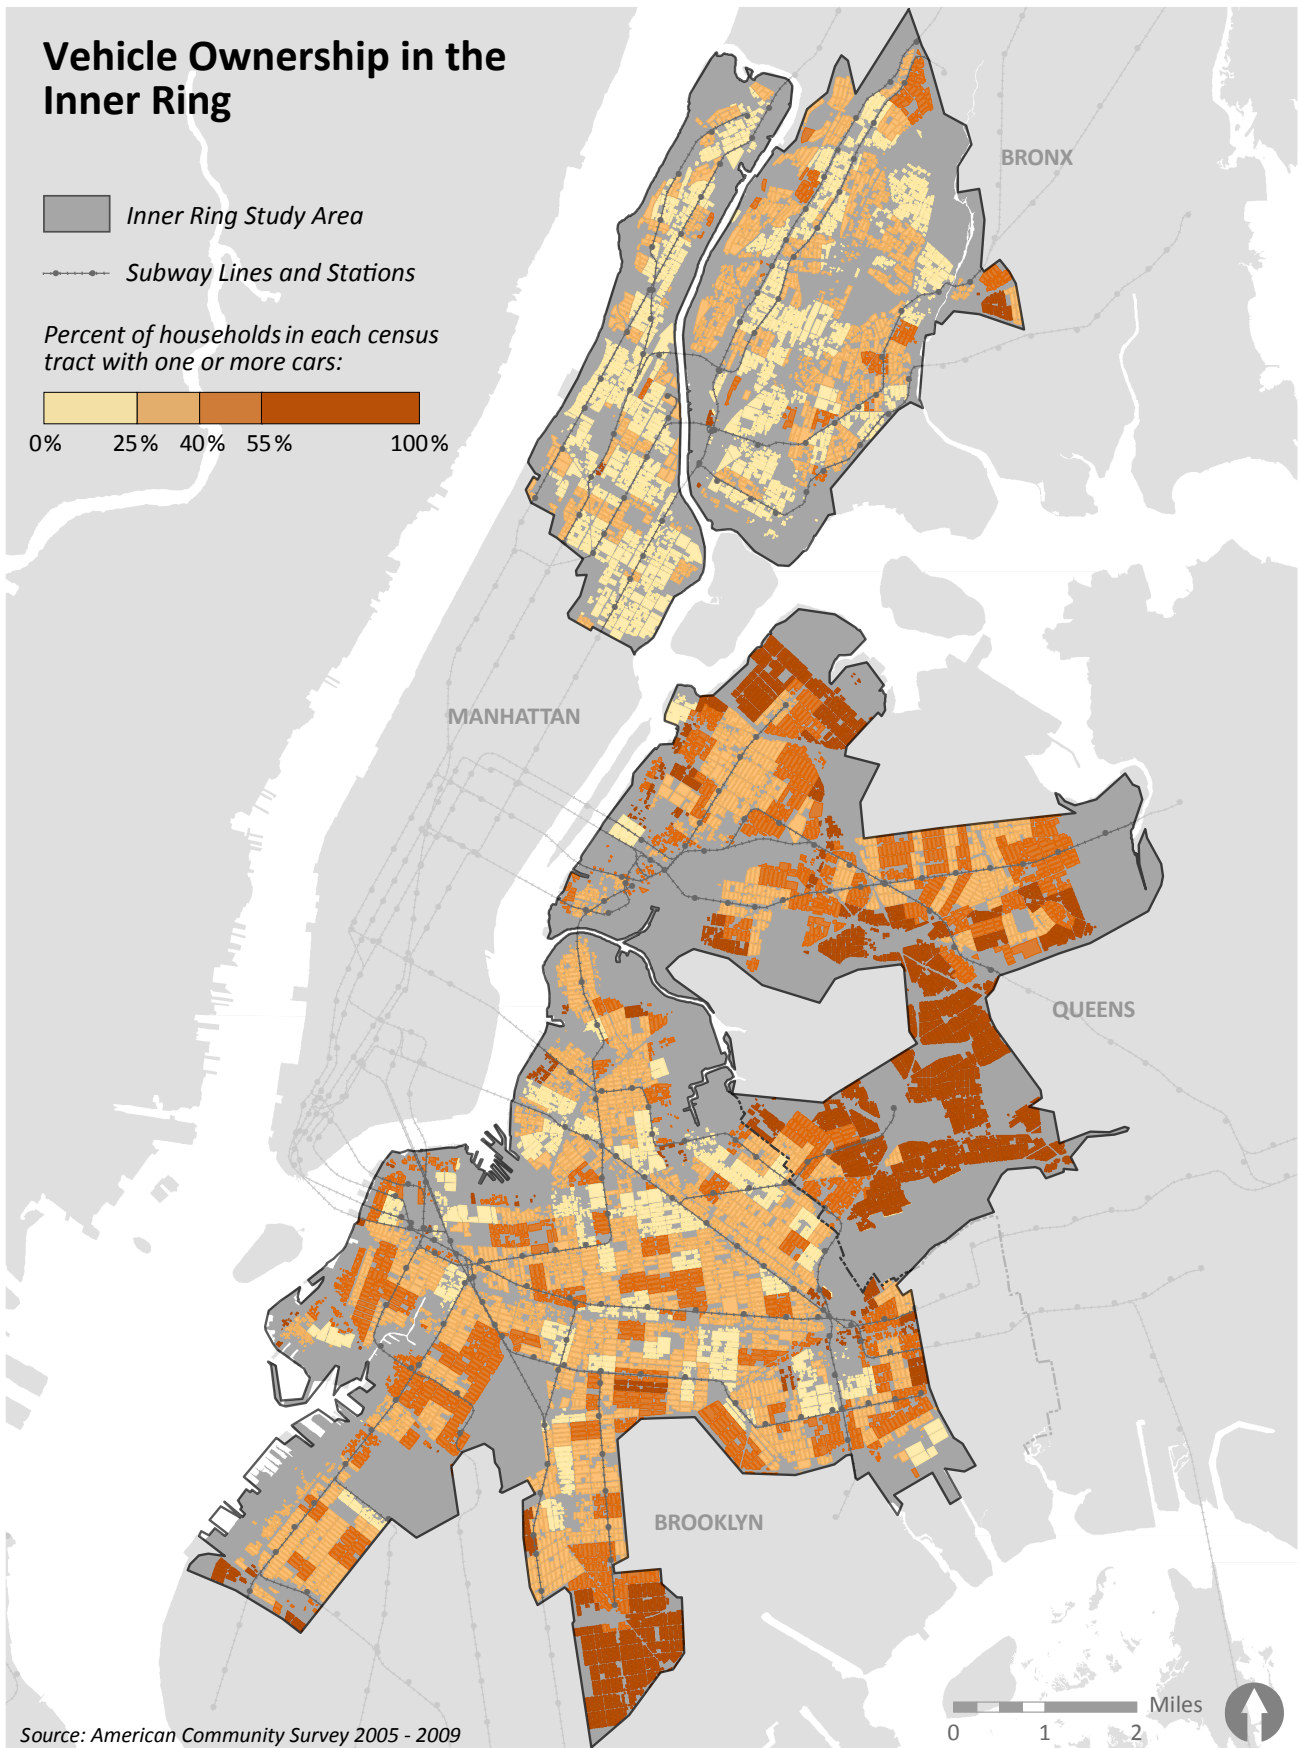 Vehicle Ownership in the
Inner Ring
Inner Ring Study Area
Subway Lines and Stations
Percent of households in each census
tract with one or more cars:
0% 25% 40% 55% 100%
BRONX
MANHATTAN
QUEENS
BROOKLYN
Miles
0 1 2
Source: American Community Survey 2005 - 2009